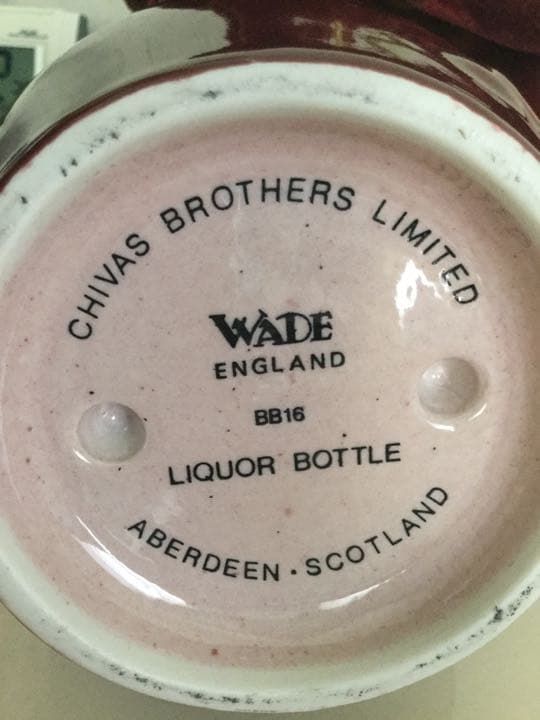 CHIVAS BROTHERS LIMITED
WADE
ENGLAND
BB16
LIQUOR BOTTLE
ABERDEEN · SCOTLAND